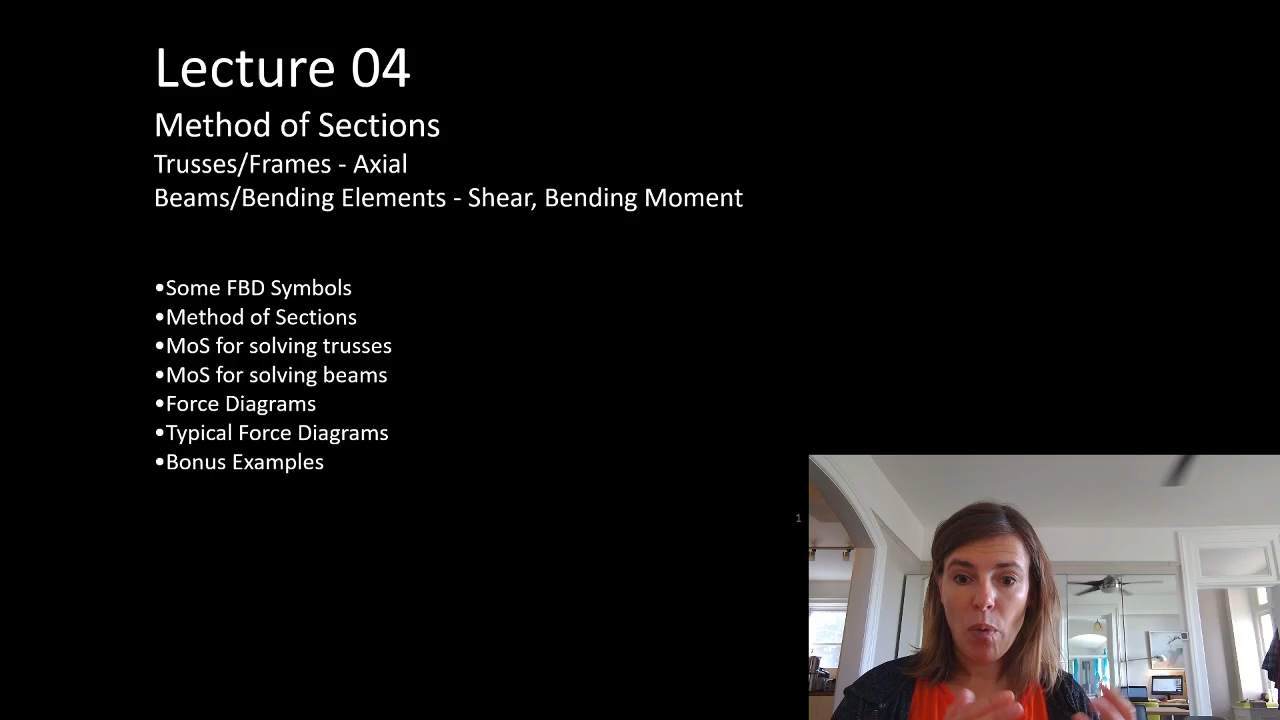 Lecture 04
Method of Sections
Trusses/Frames - Axial
Beams/Bending Elements - Shear, Bending Moment
•Some FBD Symbols
•Method of Sections
•MoS for solving trusses
•MoS for solving beams
•Force Diagrams
•Typical Force Diagrams
•Bonus Examples
1